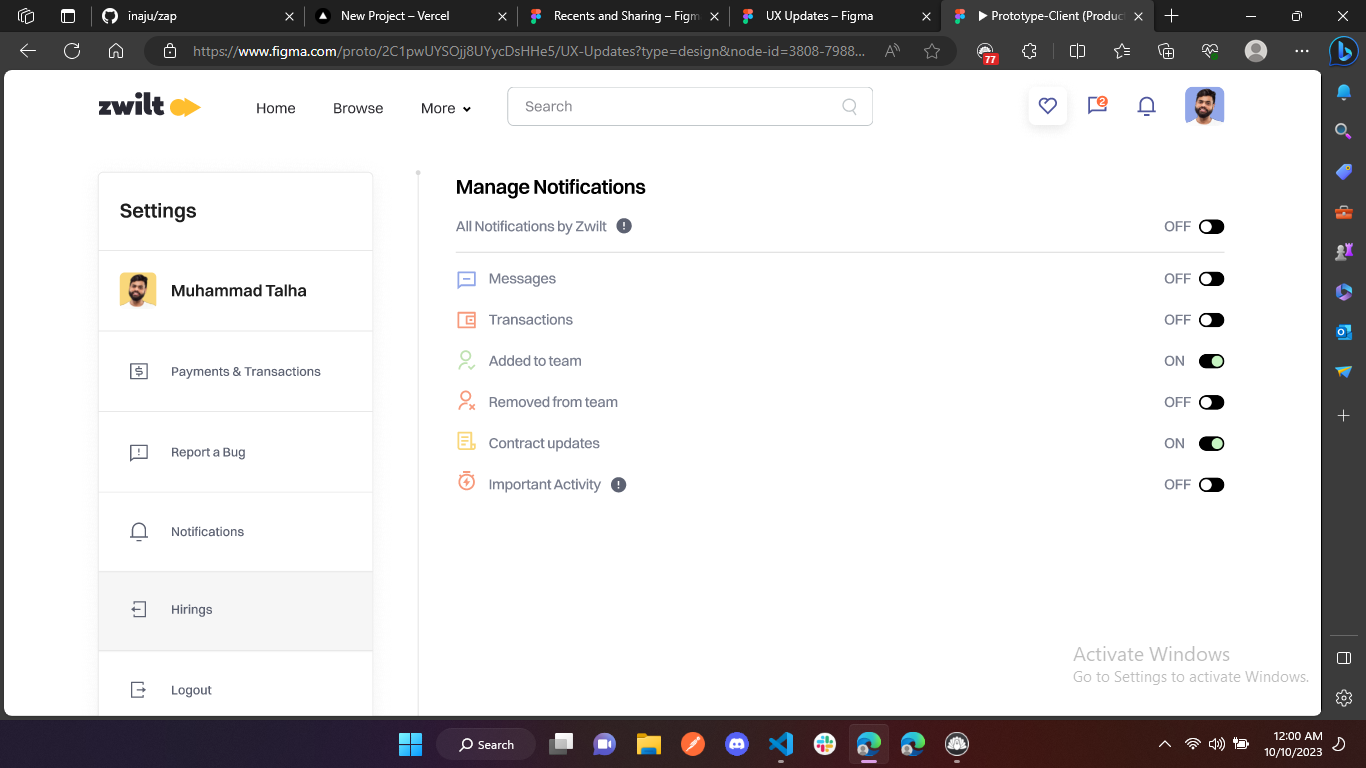 inaju/zap
New Project – Vercel
Recents and Sharing – Figm
UX Updates – Figma
▶ Prototype-Client (Produc
https://www.figma.com/proto/2C1pwUYSOjj8UYycDsHHe5/UX-Updates?type=design&node-id=3808-7988...
77
zwilt
Home
Browse
More
Search
2
Settings
Muhammad Talha
Payments & Transactions
Report a Bug
Notifications
Hirings
Logout
Manage Notifications
All Notifications by Zwilt
OFF
Messages
OFF
Transactions
OFF
Added to team
ON
Removed from team
OFF
Contract updates
ON
Important Activity
OFF
Activate Windows
Go to Settings to activate Windows.
Search
12:00 AM
10/10/2023